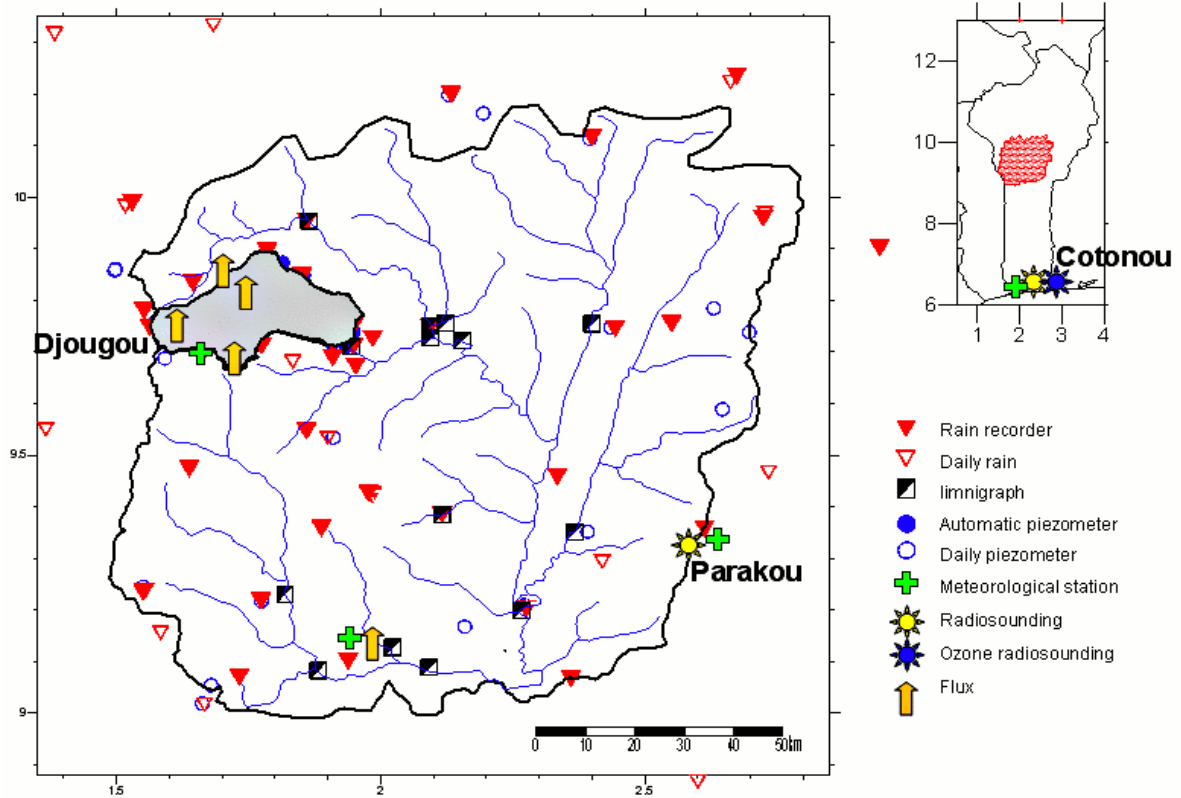 12
10
8
6
1 2 3 4
Cotonou
10
9.5
9
1.5 2 2.5
Djougou
Parakou
0 10 20 30 40 50km
Rain recorder
Daily rain
limnigraph
Automatic piezometer
Daily piezometer
Meteorological station
Radiosounding
Ozone radiosounding
Flux